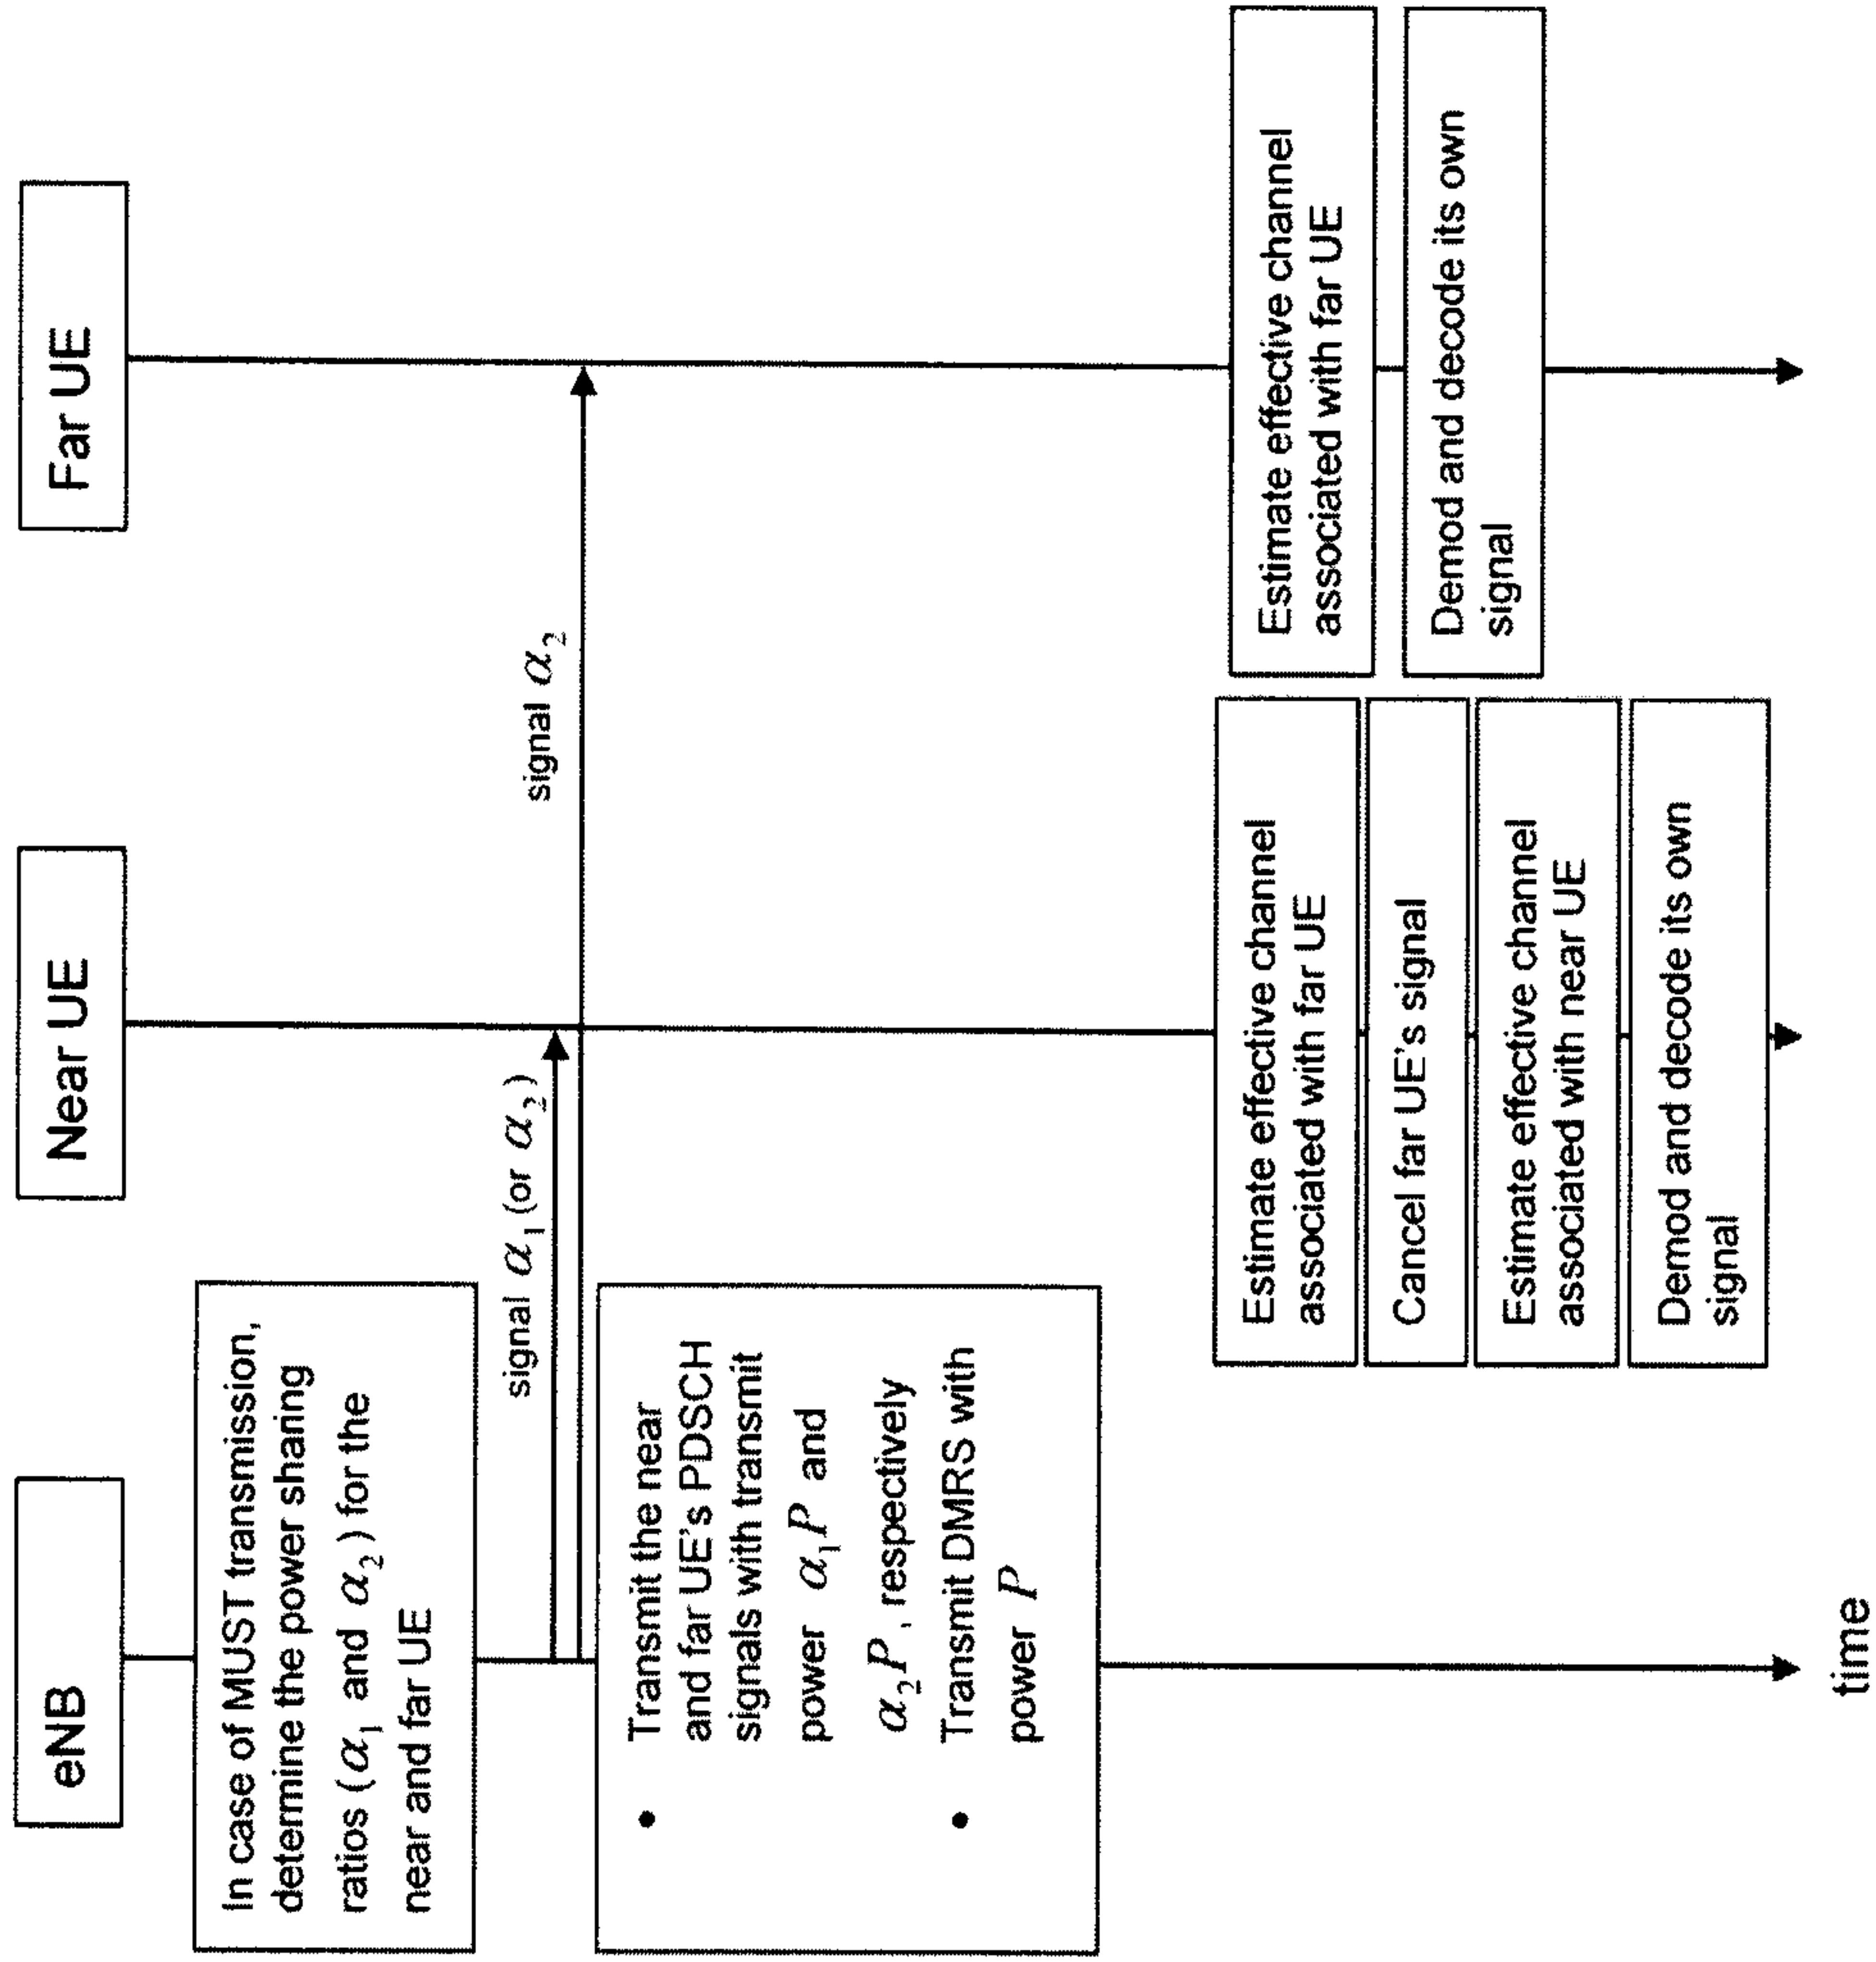 eNB
Near UE
Far UE
In case of MUST transmission,
determine the power sharing
ratios (α₁ and α₂) for the
near and far UE
signal α₁ (or α₂)
signal α₂
• Transmit the near
and far UE's PDSCH
signals with transmit
power α₁P and
α₂P, respectively
• Transmit DMRS with
power P
Estimate effective channel
associated with far UE
Cancel far UE's signal
Estimate effective channel
associated with near UE
Demod and decode its own
signal
Estimate effective channel
associated with far UE
Demod and decode its own
signal
time